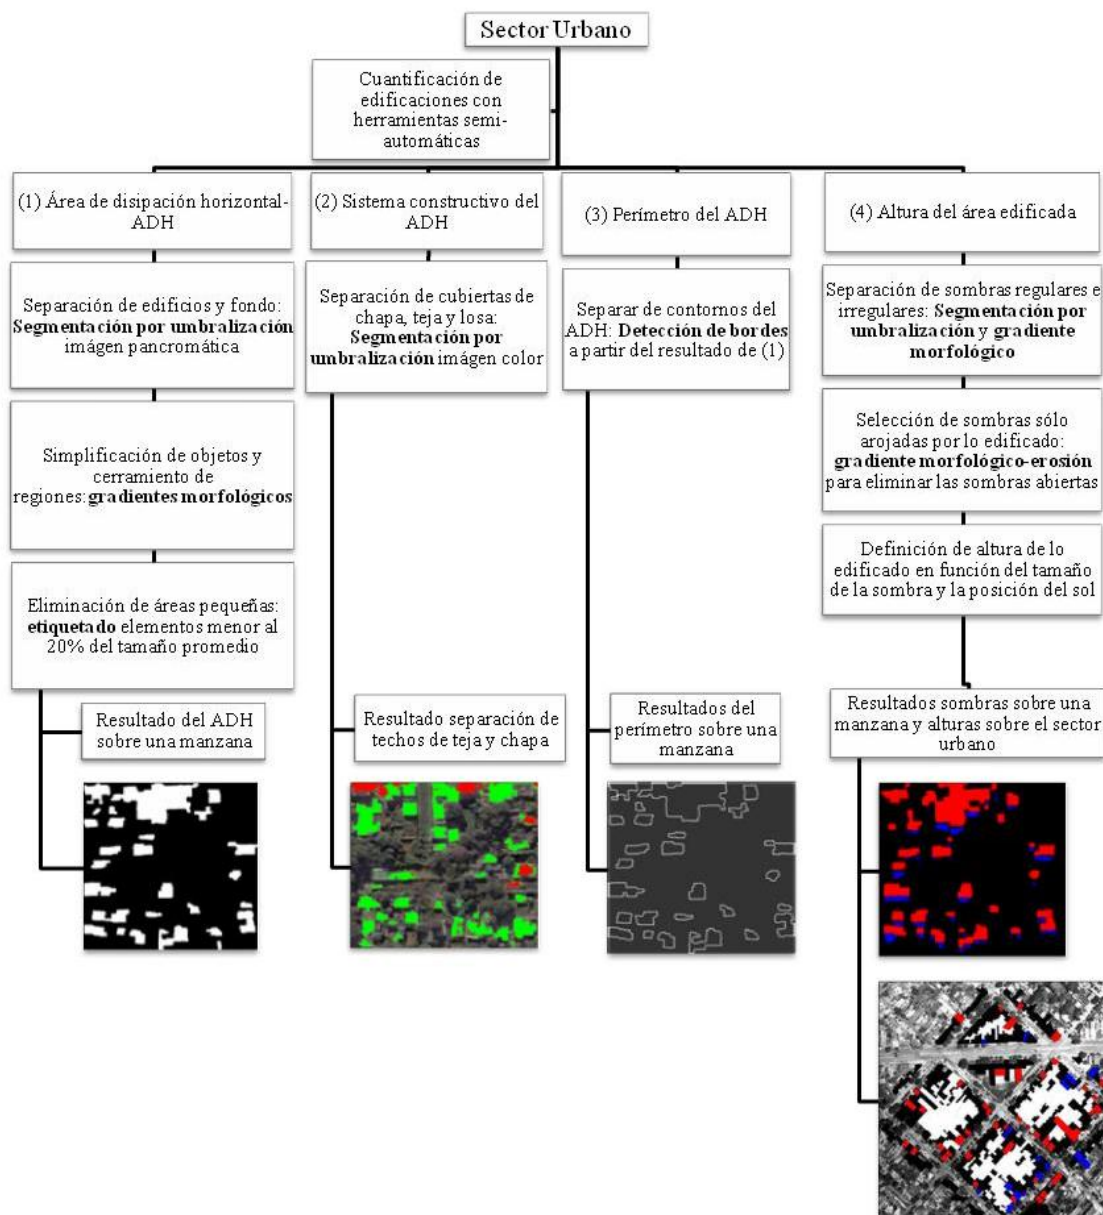 Sector Urbano
Cuantificación de
edificaciones con
herramientas semi-
automáticas
(1) Área de disipación horizontal-
ADH
Separación de edificios y fondo:
Segmentación por umbralización
imágen pancromática
Simplificación de objetos y
cerramiento de
regiones: gradientes morfológicos
Eliminación de áreas pequeñas:
etiquetado elementos menor al
20% del tamaño promedio
Resultado del ADH
sobre una manzana
(2) Sistema constructivo del
ADH
Separación de cubiertas de
chapa, teja y losa:
Segmentación por
umbralización imágen color
Resultado separación de
techos de teja y chapa
(3) Perímetro del ADH
Separar de contornos del
ADH: Detección de bordes
a partir del resultado de (1)
Resultados del
perímetro sobre una
manzana
(4) Altura del área edificada
Separación de sombras regulares e
irregulares: Segmentación por
umbralización y gradiente
morfológico
Selección de sombras sólo
arojadas por lo edificado:
gradiente morfológico-erosión
para eliminar las sombras abiertas
Definición de altura de lo
edificado en función del tamaño
de la sombra y la posición del sol
Resultados sombras sobre una
manzana y alturas sobre el sector
urbano